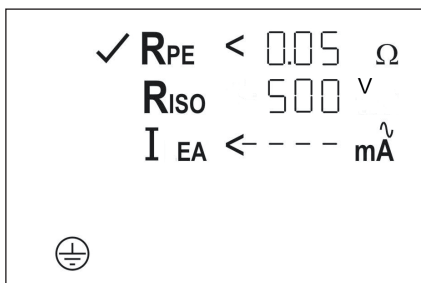 ✓ RPE < 0.05 Ω
RISO 500 V
I EA <- - - - mA